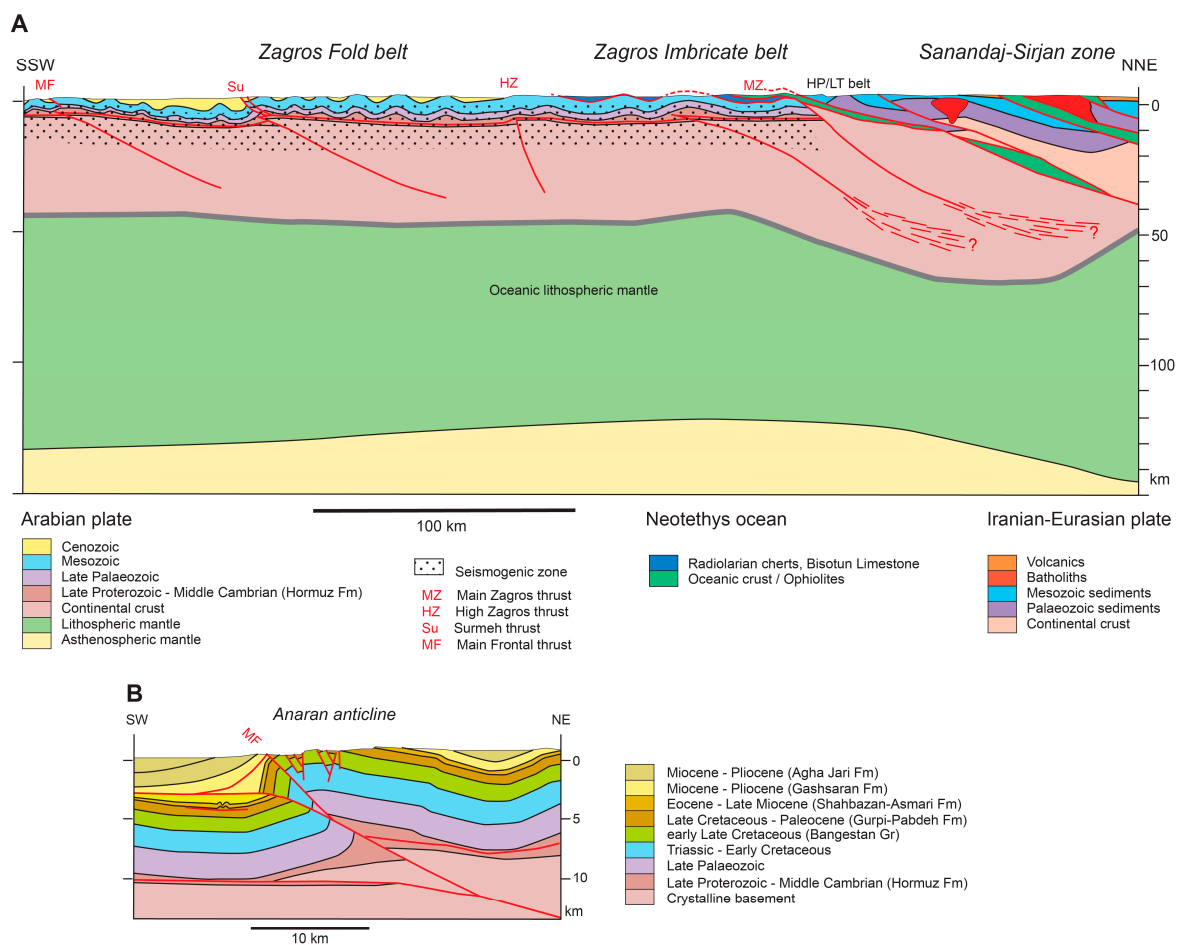 A
Zagros Fold belt
Zagros Imbricate belt
Sanandaj-Sirjan zone
SSW
NNE
MF
Su
HZ
MZ
HP/LT belt
0
50
100
km
?
?
Oceanic lithospheric mantle
100 km
Arabian plate
Cenozoic
Mesozoic
Late Palaeozoic
Late Proterozoic - Middle Cambrian (Hormuz Fm)
Continental crust
Lithospheric mantle
Asthenospheric mantle
Seismogenic zone
MZ Main Zagros thrust
HZ High Zagros thrust
Su Surmeh thrust
MF Main Frontal thrust
Neotethys ocean
Radiolarian cherts, Bisotun Limestone
Oceanic crust / Ophiolites
Iranian-Eurasian plate
Volcanics
Batholiths
Mesozoic sediments
Palaeozoic sediments
Continental crust
B
SW
Anaran anticline
NE
MF
0
5
10
km
10 km
Miocene - Pliocene (Agha Jari Fm)
Miocene - Pliocene (Gashsaran Fm)
Eocene - Late Miocene (Shahbazan-Asmari Fm)
Late Cretaceous - Paleocene (Gurpi-Pabdeh Fm)
early Late Cretaceous (Bangestan Gr)
Triassic - Early Cretaceous
Late Palaeozoic
Late Proterozoic - Middle Cambrian (Hormuz Fm)
Crystalline basement